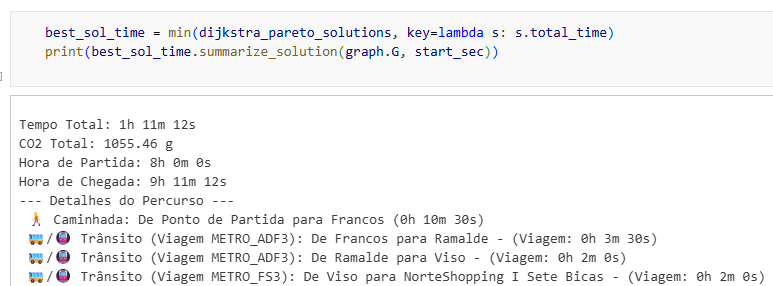 best_sol_time = min(dijkstra_pareto_solutions, key=lambda s: s.total_time)
print(best_sol_time.summarize_solution(graph.G, start_sec))
]
Tempo Total: 1h 11m 12s
CO2 Total: 1055.46 g
Hora de Partida: 8h 0m 0s
Hora de Chegada: 9h 11m 12s
--- Detalhes do Percurso ---
🚶 Caminhada: De Ponto de Partida para Francos (0h 10m 30s)
🚌/🚇 Trânsito (Viagem METRO_ADF3): De Francos para Ramalde - (Viagem: 0h 3m 30s)
🚌/🚇 Trânsito (Viagem METRO_ADF3): De Ramalde para Viso - (Viagem: 0h 2m 0s)
🚌/🚇 Trânsito (Viagem METRO_FS3): De Viso para NorteShopping I Sete Bicas - (Viagem: 0h 2m 0s)